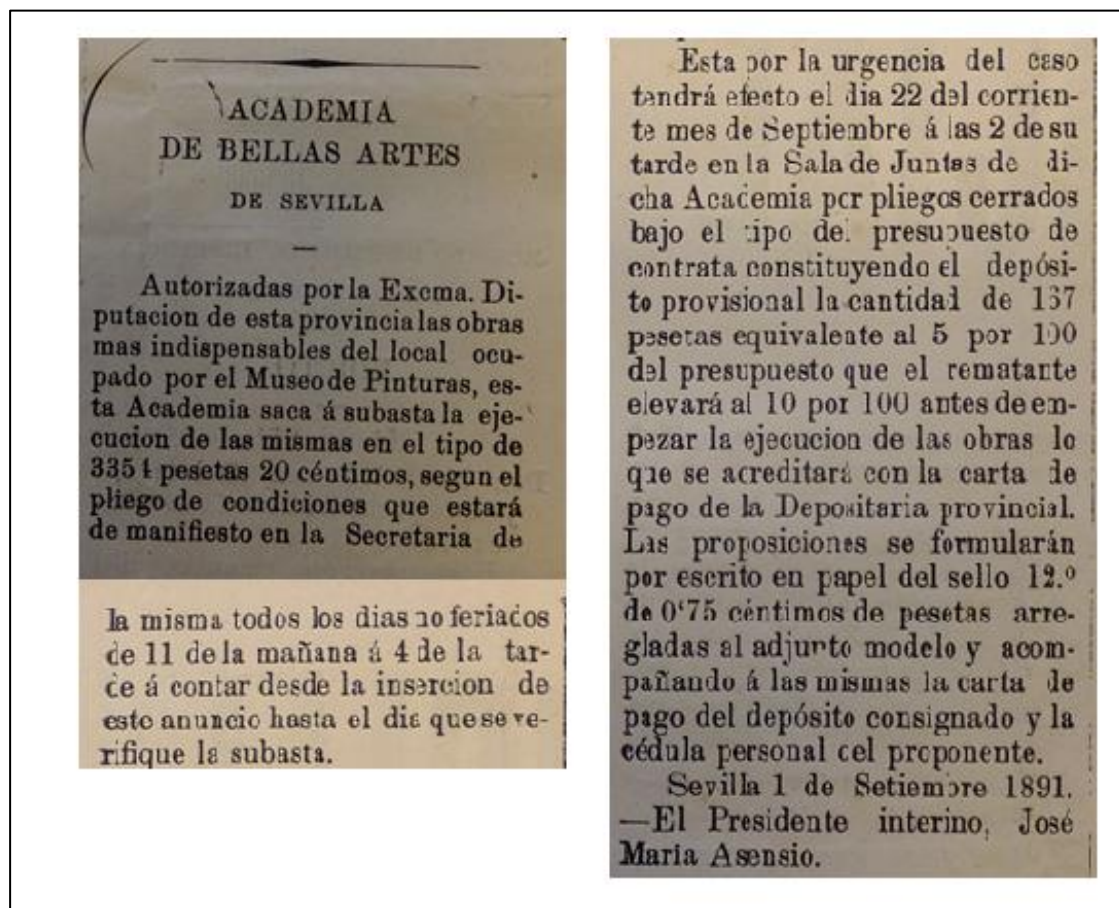 ACADEMIA
DE BELLAS ARTES
DE SEVILLA
Autorizadas por la Excma. Di-
putacion de esta provincia las obras
mas indispensables del local ocu-
pado por el Museo de Pinturas, es-
ta Academia saca á subasta la eje-
cucion de las mismas en el tipo de
3354 pesetas 20 céntimos, segun el
pliego de condiciones que estará
de manifiesto en la Secretaria de
la misma todos los dias no feriados
de 11 de la mañana á 4 de la tar-
de á contar desde la insercion de
este anuncio hasta el dia que se ve-
rifique la subasta.
Esta por la urgencia del caso
tendrá efecto el dia 22 del corrien-
te mes de Septiembre á las 2 de su
tarde en la Sala de Juntas de di-
cha Academia por pliegos cerrados
bajo el tipo del presupuesto de
contrata constituyendo el depósi-
to provisional la cantidad de 167
pesetas equivalente al 5 por 100
del presupuesto que el rematante
elevará al 10 por 100 antes de em-
pezar la ejecucion de las obras lo
que se acreditará con la carta de
pago de la Depositaria provincial.
Las proposiciones se formularán
por escrito en papel del sello 12.º
de 0‘75 céntimos de pesetas arre-
gladas al adjunto modelo y acom-
pañando á las mismas la carta de
pago del depósito consignado y la
cédula personal del proponente.
Sevilla 1 de Setiembre 1891.
—El Presidente interino, José
Maria Asensio.